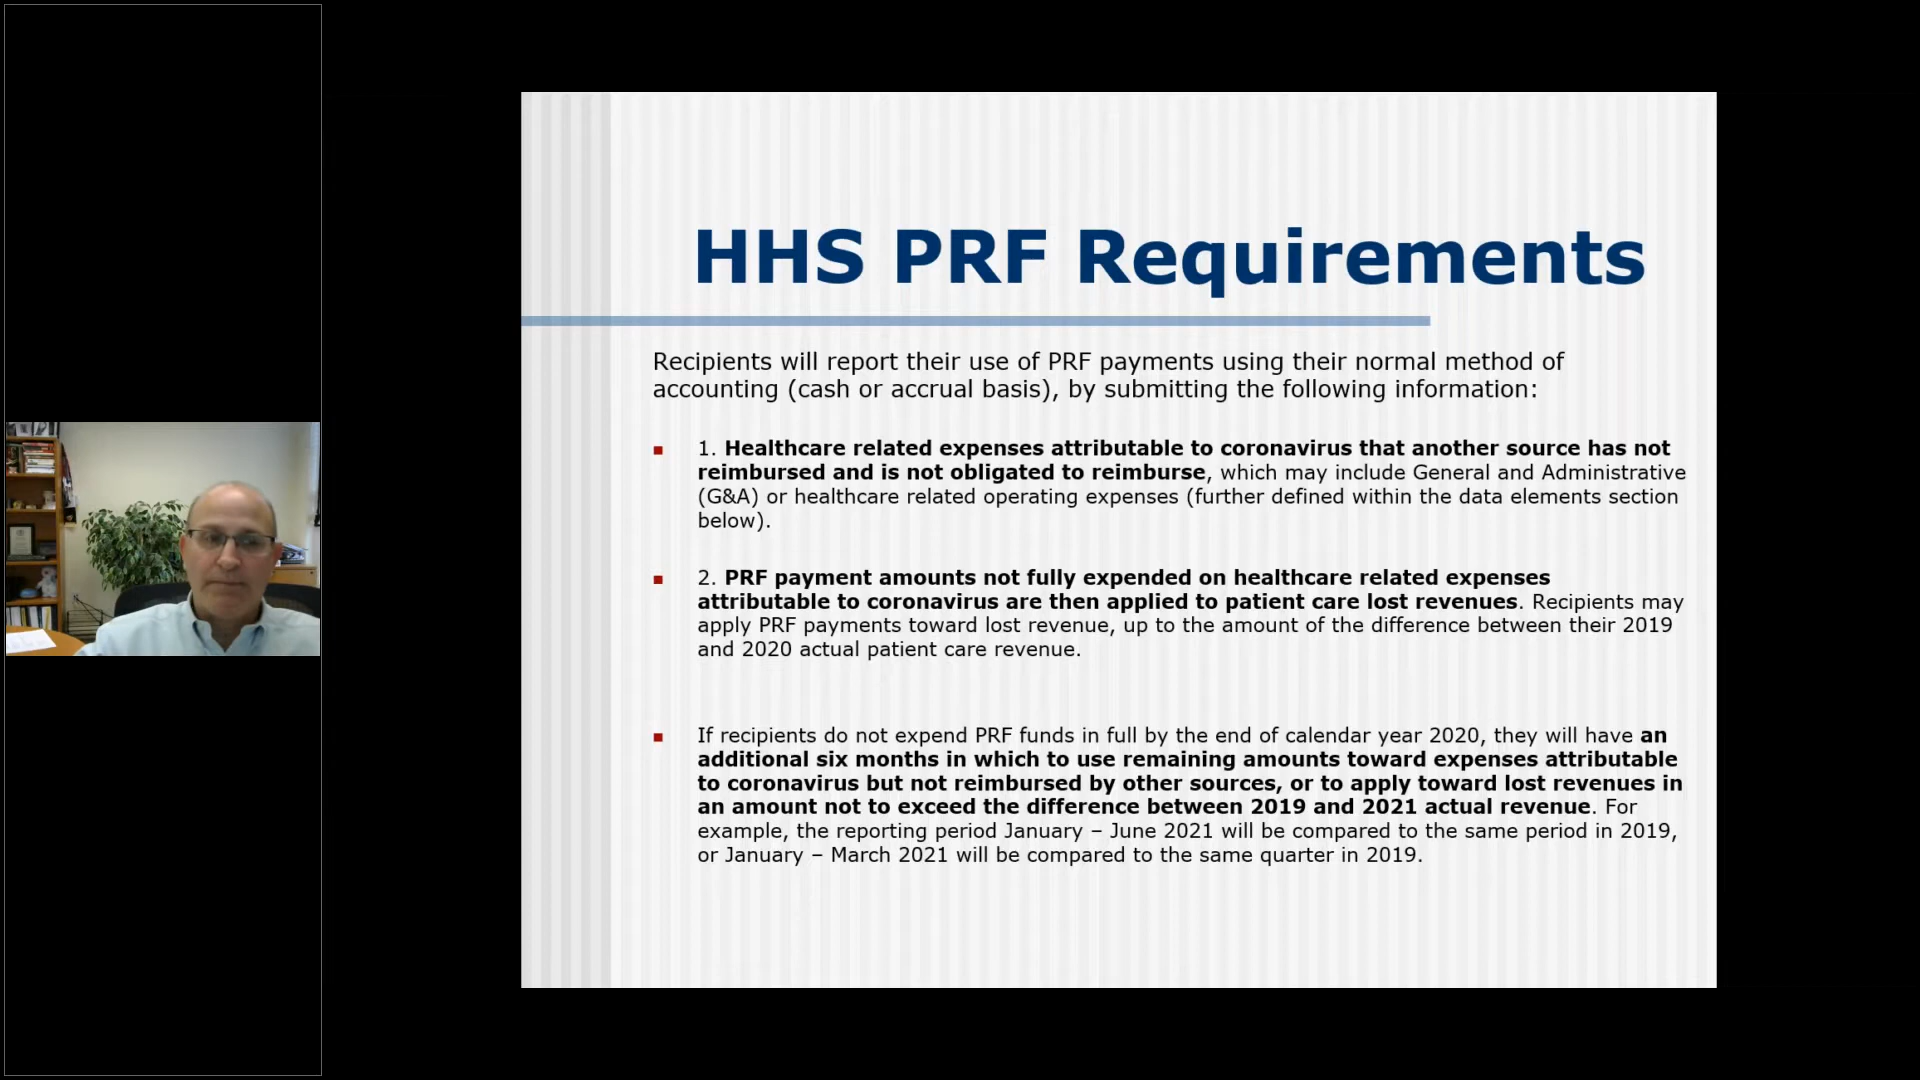 HHS PRF Requirements
Recipients will report their use of PRF payments using their normal method of
accounting (cash or accrual basis), by submitting the following information:
1. Healthcare related expenses attributable to coronavirus that another source has not
reimbursed and is not obligated to reimburse, which may include General and Administrative
(G&A) or healthcare related operating expenses (further defined within the data elements section
below).
2. PRF payment amounts not fully expended on healthcare related expenses
attributable to coronavirus are then applied to patient care lost revenues. Recipients may
apply PRF payments toward lost revenue, up to the amount of the difference between their 2019
and 2020 actual patient care revenue.
If recipients do not expend PRF funds in full by the end of calendar year 2020, they will have an
additional six months in which to use remaining amounts toward expenses attributable
to coronavirus but not reimbursed by other sources, or to apply toward lost revenues in
an amount not to exceed the difference between 2019 and 2021 actual revenue. For
example, the reporting period January – June 2021 will be compared to the same period in 2019,
or January – March 2021 will be compared to the same quarter in 2019.